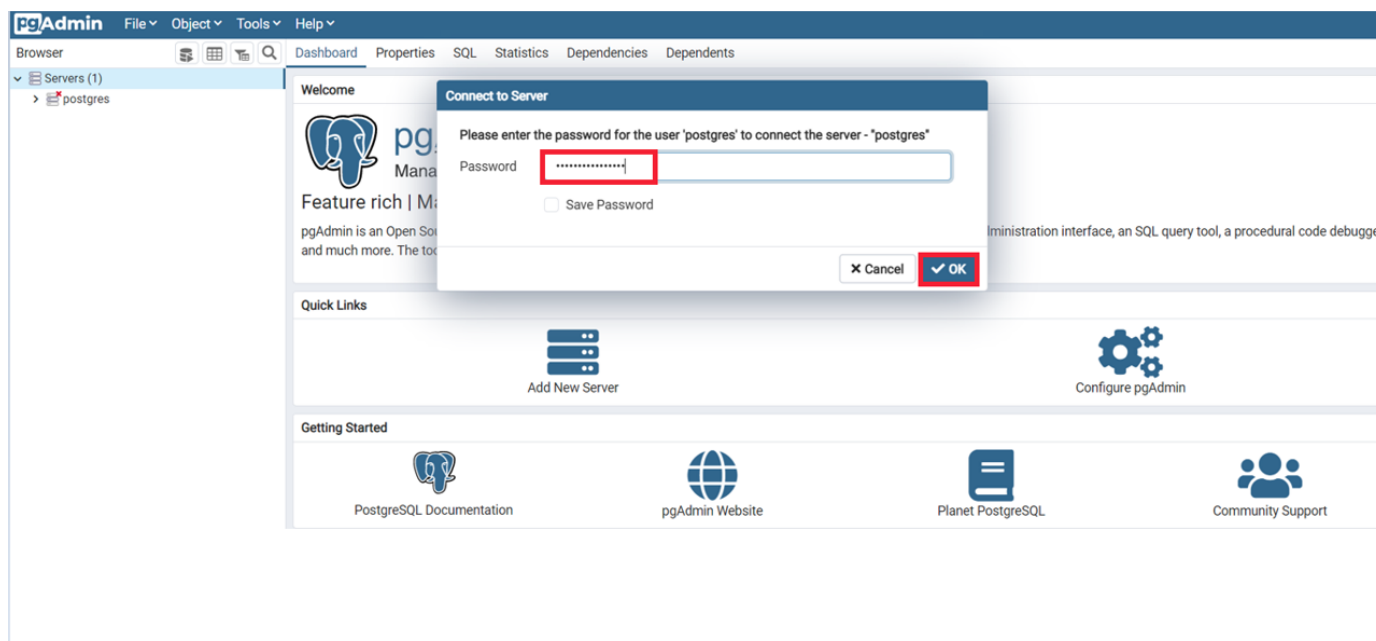 pgAdmin File Object Tools Help
Browser
Dashboard Properties SQL Statistics Dependencies Dependents
Servers (1)
postgres
Welcome
pg
Mana
Feature rich | Ma
pgAdmin is an Open Sou
and much more. The too
ministration interface, an SQL query tool, a procedural code debugge
Connect to Server
Please enter the password for the user 'postgres' to connect the server - "postgres"
Password ················
Save Password
Cancel OK
Quick Links
Add New Server Configure pgAdmin
Getting Started
PostgreSQL Documentation pgAdmin Website Planet PostgreSQL Community Support